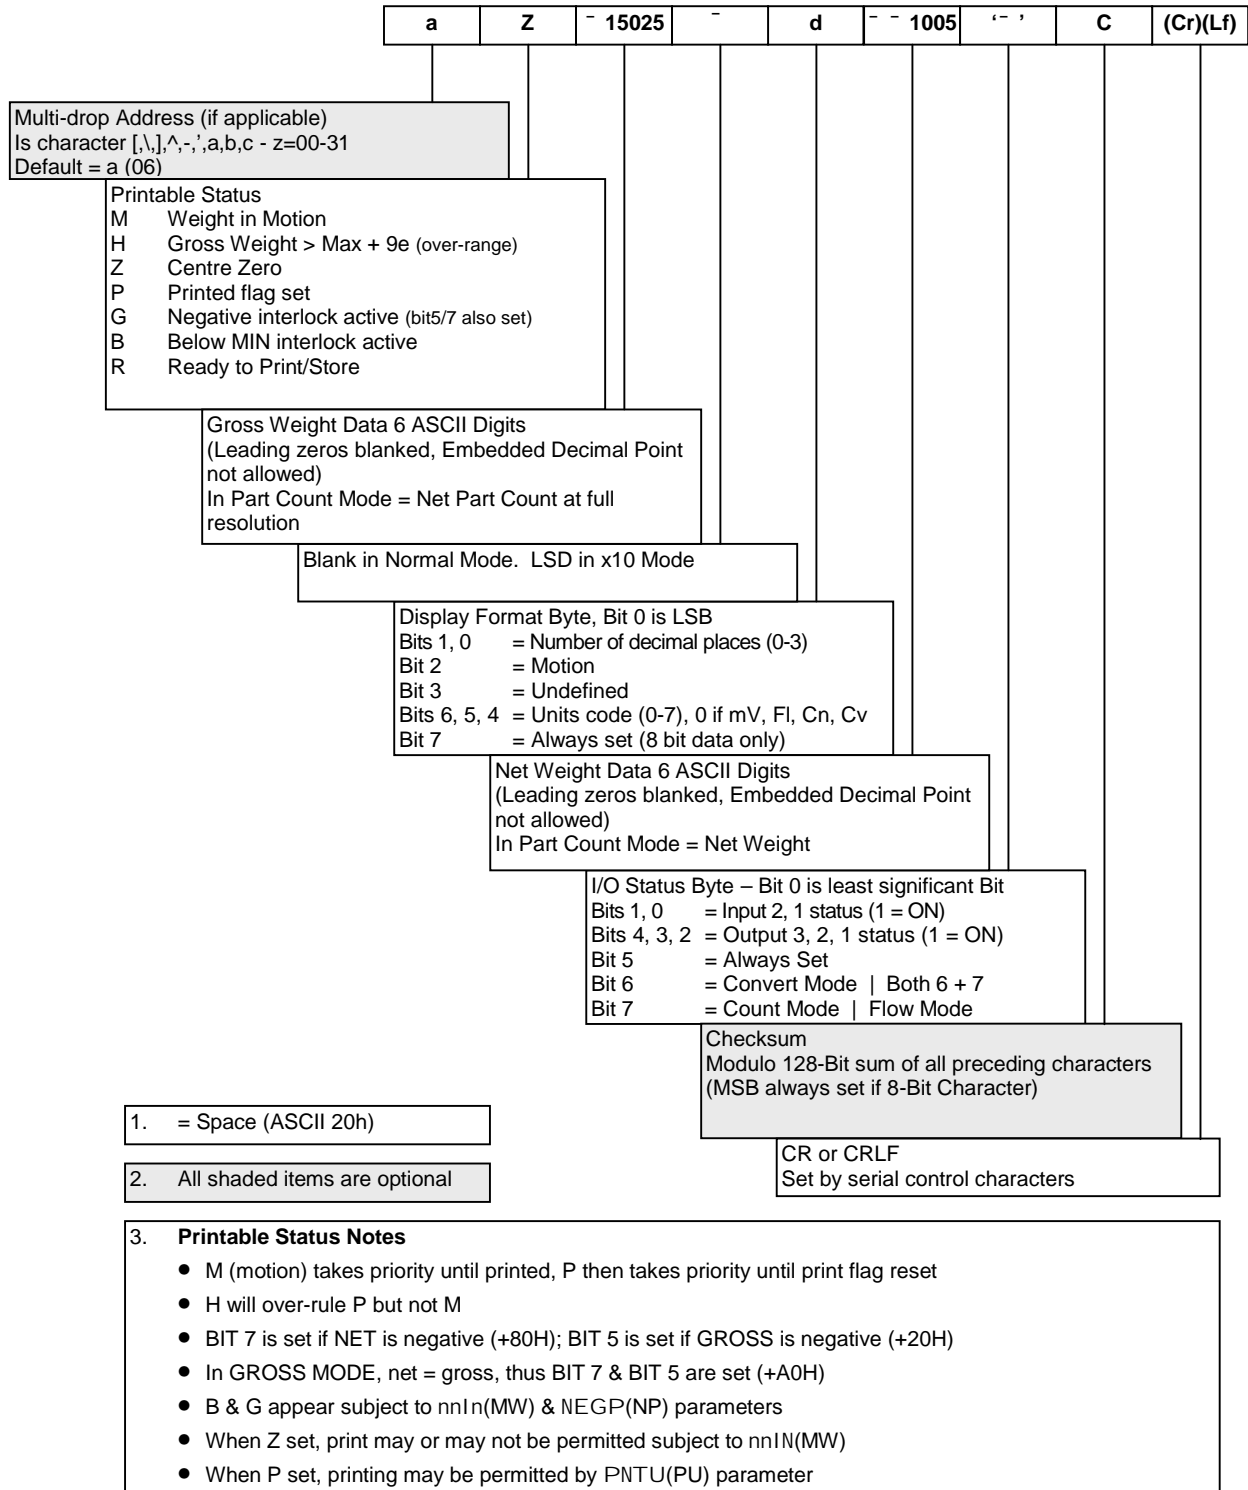 a Z ⁻ 15025 ⁻ d ⁻ ⁻ 1005 ‘⁻ ’ C (Cr)(Lf)
Multi-drop Address (if applicable)
Is character [,\,],^,-,',a,b,c - z=00-31
Default = a (06)
Printable Status
M Weight in Motion
H Gross Weight > Max + 9e (over-range)
Z Centre Zero
P Printed flag set
G Negative interlock active (bit5/7 also set)
B Below MIN interlock active
R Ready to Print/Store
Gross Weight Data 6 ASCII Digits
(Leading zeros blanked, Embedded Decimal Point
not allowed)
In Part Count Mode = Net Part Count at full
resolution
Blank in Normal Mode. LSD in x10 Mode
Display Format Byte, Bit 0 is LSB
Bits 1, 0 = Number of decimal places (0-3)
Bit 2 = Motion
Bit 3 = Undefined
Bits 6, 5, 4 = Units code (0-7), 0 if mV, Fl, Cn, Cv
Bit 7 = Always set (8 bit data only)
Net Weight Data 6 ASCII Digits
(Leading zeros blanked, Embedded Decimal Point
not allowed)
In Part Count Mode = Net Weight
I/O Status Byte – Bit 0 is least significant Bit
Bits 1, 0 = Input 2, 1 status (1 = ON)
Bits 4, 3, 2 = Output 3, 2, 1 status (1 = ON)
Bit 5 = Always Set
Bit 6 = Convert Mode | Both 6 + 7
Bit 7 = Count Mode | Flow Mode
Checksum
Modulo 128-Bit sum of all preceding characters
(MSB always set if 8-Bit Character)
CR or CRLF
Set by serial control characters
1. = Space (ASCII 20h)
2. All shaded items are optional
3. Printable Status Notes
● M (motion) takes priority until printed, P then takes priority until print flag reset
● H will over-rule P but not M
● BIT 7 is set if NET is negative (+80H); BIT 5 is set if GROSS is negative (+20H)
● In GROSS MODE, net = gross, thus BIT 7 & BIT 5 are set (+A0H)
● B & G appear subject to nnIn(MW) & NEGP(NP) parameters
● When Z set, print may or may not be permitted subject to nnIN(MW)
● When P set, printing may be permitted by PNTU(PU) parameter